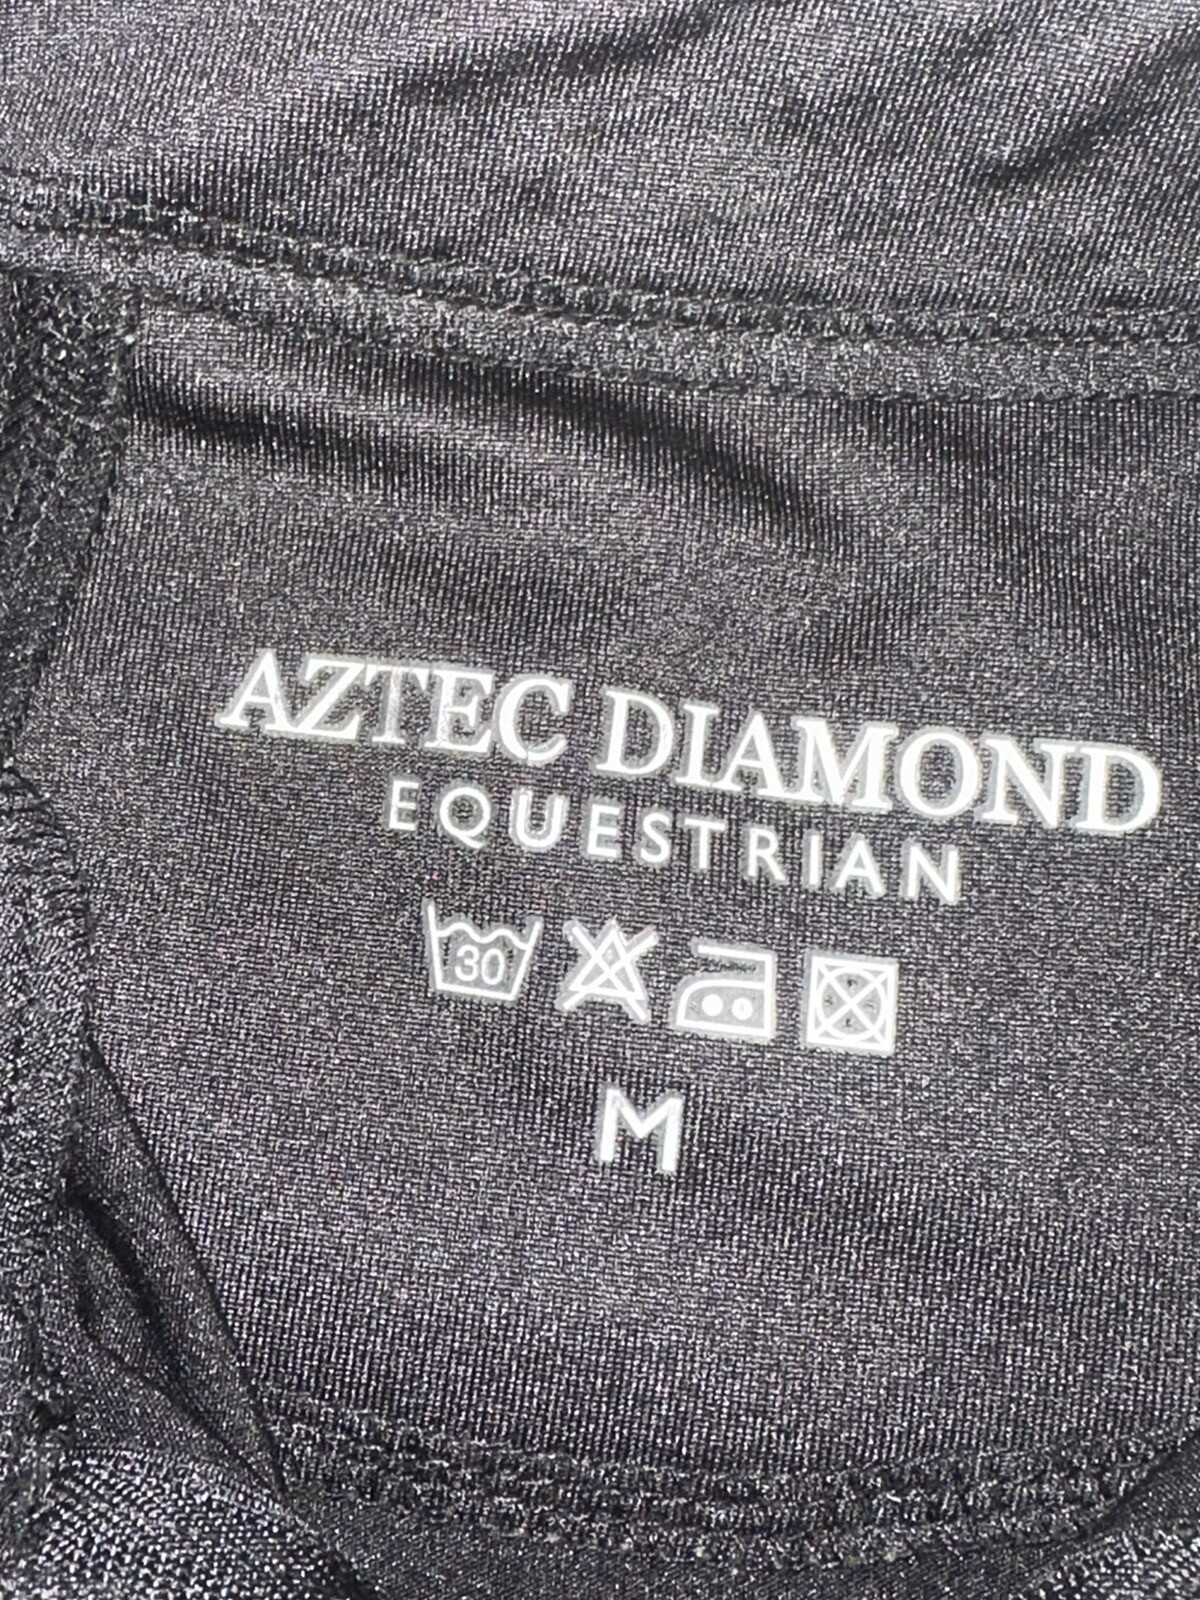 AZTEC DIAMOND
EQUESTRIAN
30
M